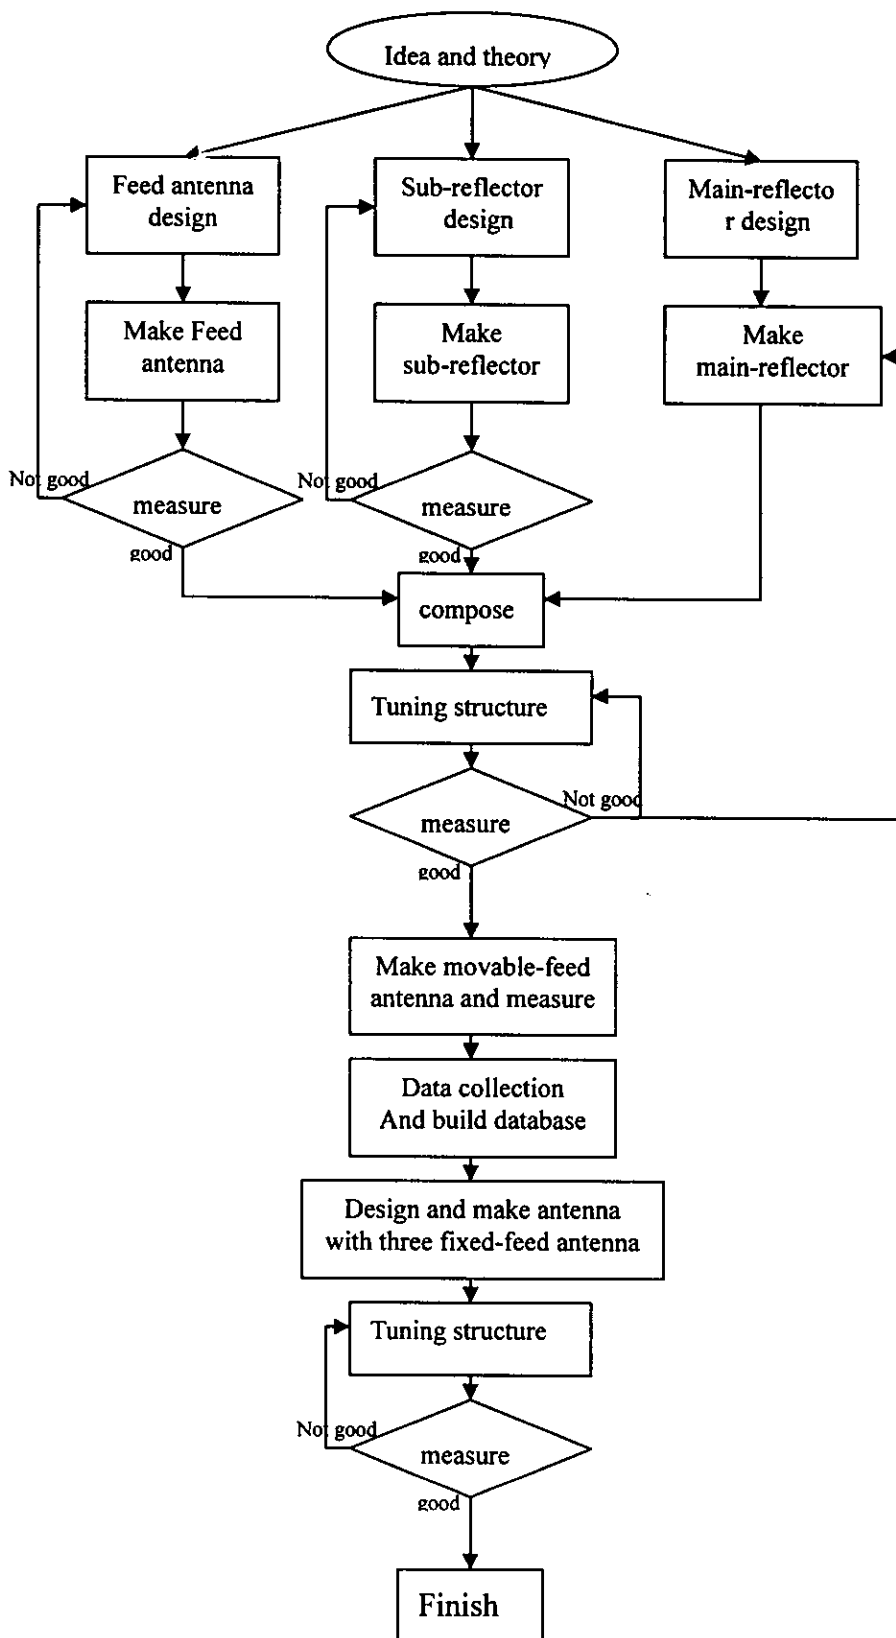 Idea and theory
Feed antenna
design
Sub-reflector
design
Main-reflecto
r design
Make Feed
antenna
Make
sub-reflector
Make
main-reflector
Not good
measure
good
Not good
measure
good
compose
Tuning structure
measure
Not good
good
Make movable-feed
antenna and measure
Data collection
And build database
Design and make antenna
with three fixed-feed antenna
Tuning structure
Not good
measure
good
Finish